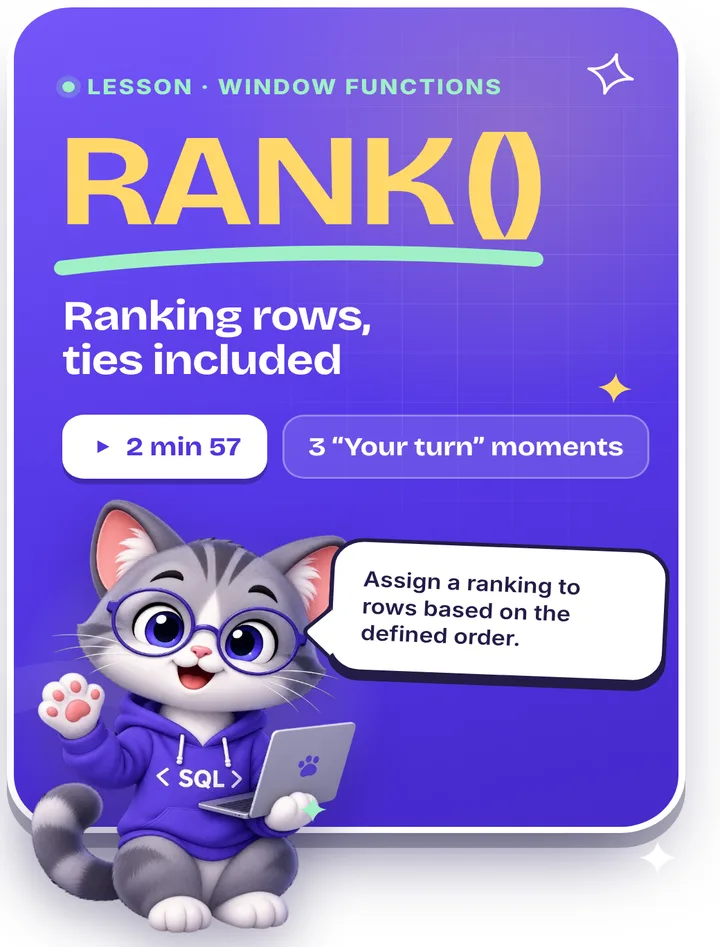 LESSON · WINDOW FUNCTIONS
RANK()
Ranking rows,
ties included
2 min 57
3 “Your turn” moments
Assign a ranking to
rows based on the
defined order.
< SQL >